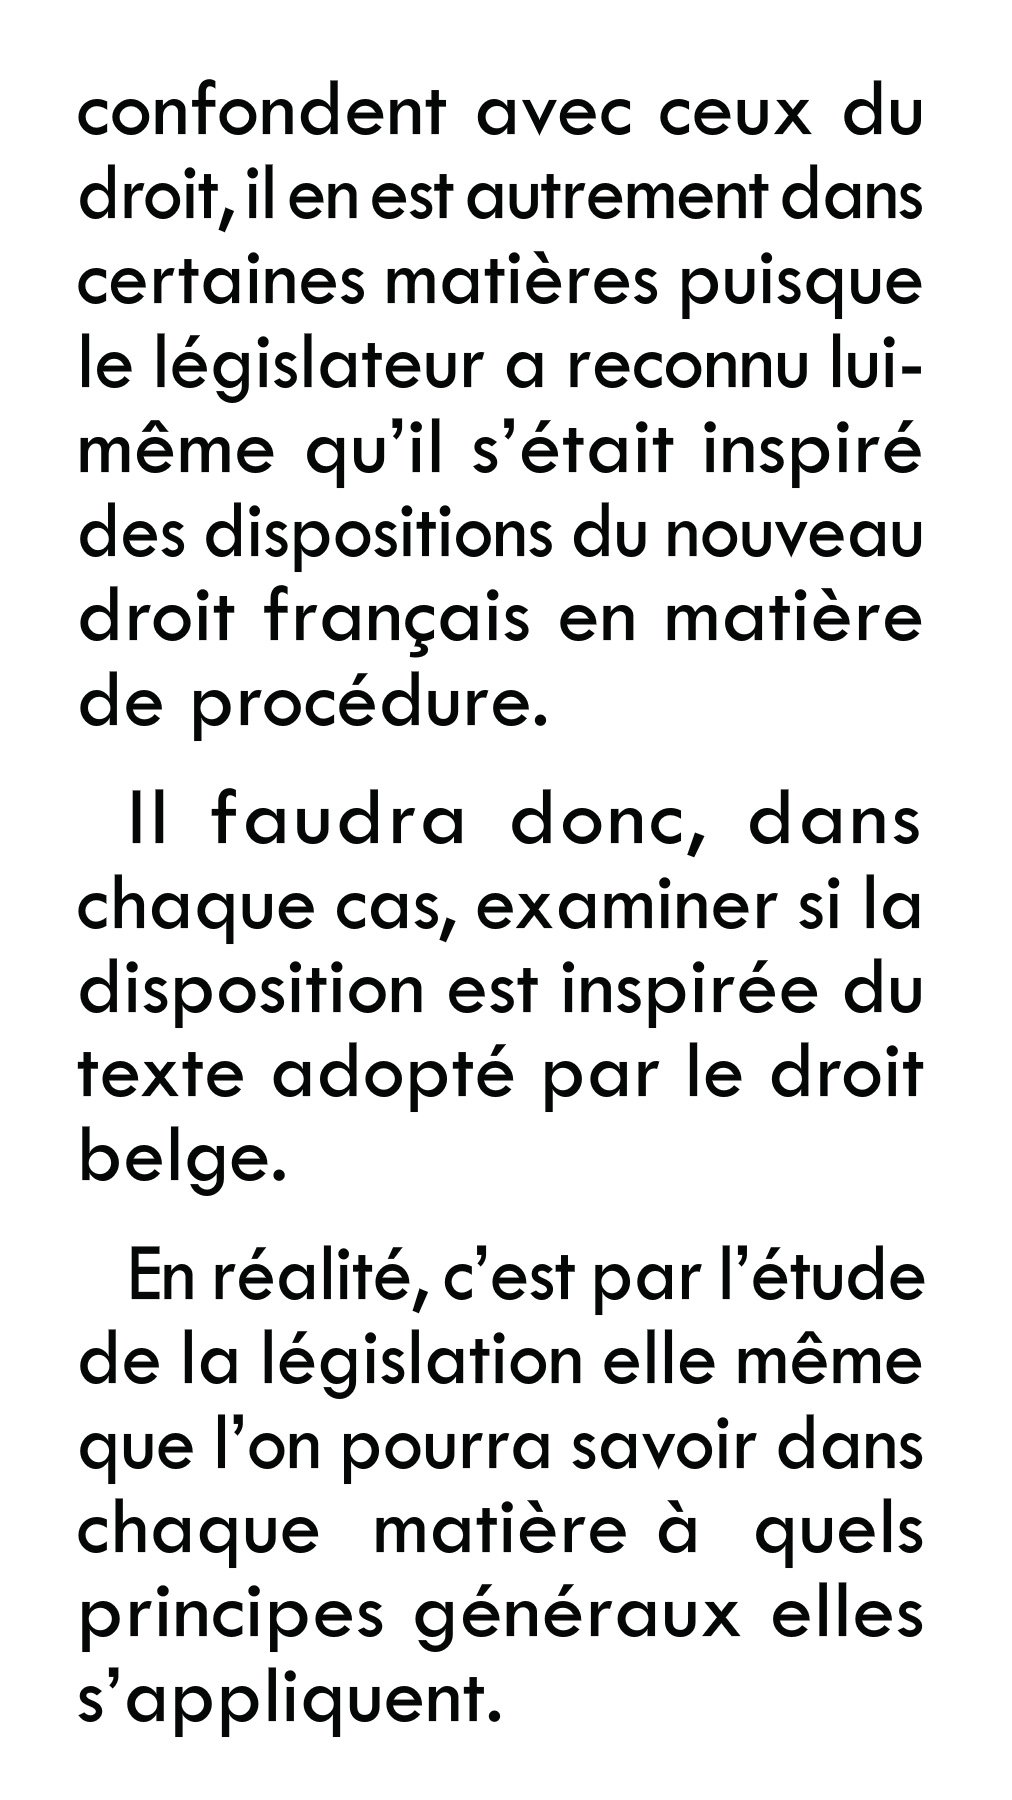 confondent avec ceux du
droit, il en est autrement dans
certaines matières puisque
le législateur a reconnu lui-
même qu’il s’était inspiré
des dispositions du nouveau
droit français en matière
de procédure.
Il faudra donc, dans
chaque cas, examiner si la
disposition est inspirée du
texte adopté par le droit
belge.
En réalité, c’est par l’étude
de la législation elle même
que l’on pourra savoir dans
chaque matière à quels
principes généraux elles
s’appliquent.